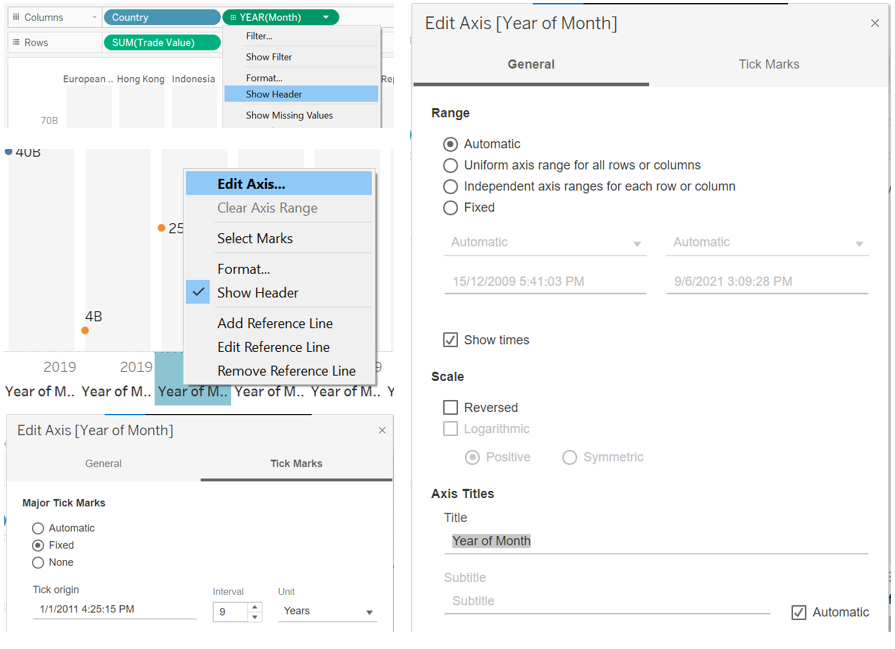 Columns
Country
YEAR(Month)
Rows
SUM(Trade Value)
Filter...
Show Filter
Format...
Show Header
Show Missing Values
European ..
Hong Kong
Indonesia
70B
40B
25
4B
2019
2019
Year of M..
Year of M..
Year of M..
Year of M..
Year of M..
Edit Axis...
Clear Axis Range
Select Marks
Format...
Show Header
Add Reference Line
Edit Reference Line
Remove Reference Line
Edit Axis [Year of Month]
General
Tick Marks
Major Tick Marks
Automatic
Fixed
None
Tick origin
Interval
Unit
1/1/2011 4:25:15 PM
9
Years
Edit Axis [Year of Month]
General
Tick Marks
Range
Automatic
Uniform axis range for all rows or columns
Independent axis ranges for each row or column
Fixed
Automatic
Automatic
15/12/2009 5:41:03 PM
9/6/2021 3:09:28 PM
Show times
Scale
Reversed
Logarithmic
Positive
Symmetric
Axis Titles
Title
Year of Month
Subtitle
Subtitle
Automatic